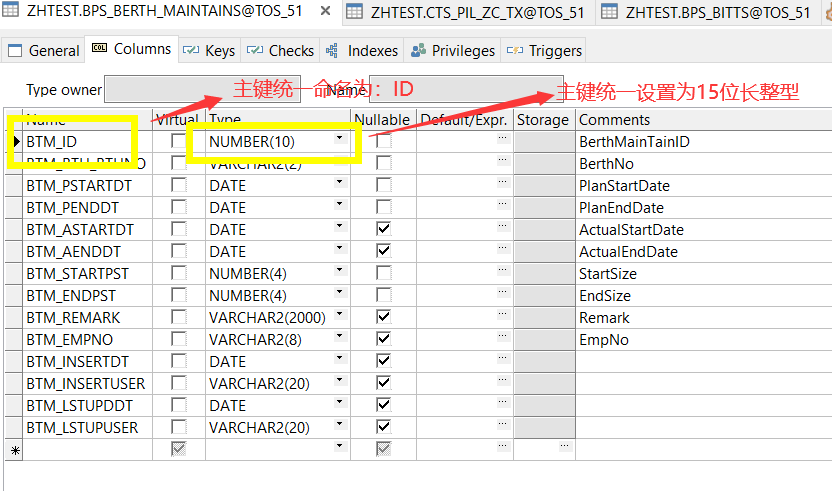 ZHTEST.BPS_BERTH_MAINTAINS@TOS_51 × ZHTEST.CTS_PIL_ZC_TX@TOS_51 ZHTEST.BPS_BITTS@TOS_51
General Columns Keys Checks Indexes Privileges Triggers
Type owner Name
主键统一命名为：ID
主键统一设置为15位长整型
Name Virtual Type Nullable Default/Expr. Storage Comments
BTM_ID NUMBER(10) ... BerthMainTainID
BTM_BTH_BTHNO VARCHAR2(2) ... BerthNo
BTM_PSTARTDT DATE ... PlanStartDate
BTM_PENDDT DATE ... PlanEndDate
BTM_ASTARTDT DATE ... ActualStartDate
BTM_AENDDT DATE ... ActualEndDate
BTM_STARTPST NUMBER(4) ... StartSize
BTM_ENDPST NUMBER(4) ... EndSize
BTM_REMARK VARCHAR2(2000) ... Remark
BTM_EMPNO VARCHAR2(8) ... EmpNo
BTM_INSERTDT DATE ...
BTM_INSERTUSER VARCHAR2(20) ...
BTM_LSTUPDDT DATE ...
BTM_LSTUPUSER VARCHAR2(20) ...
* ... ...